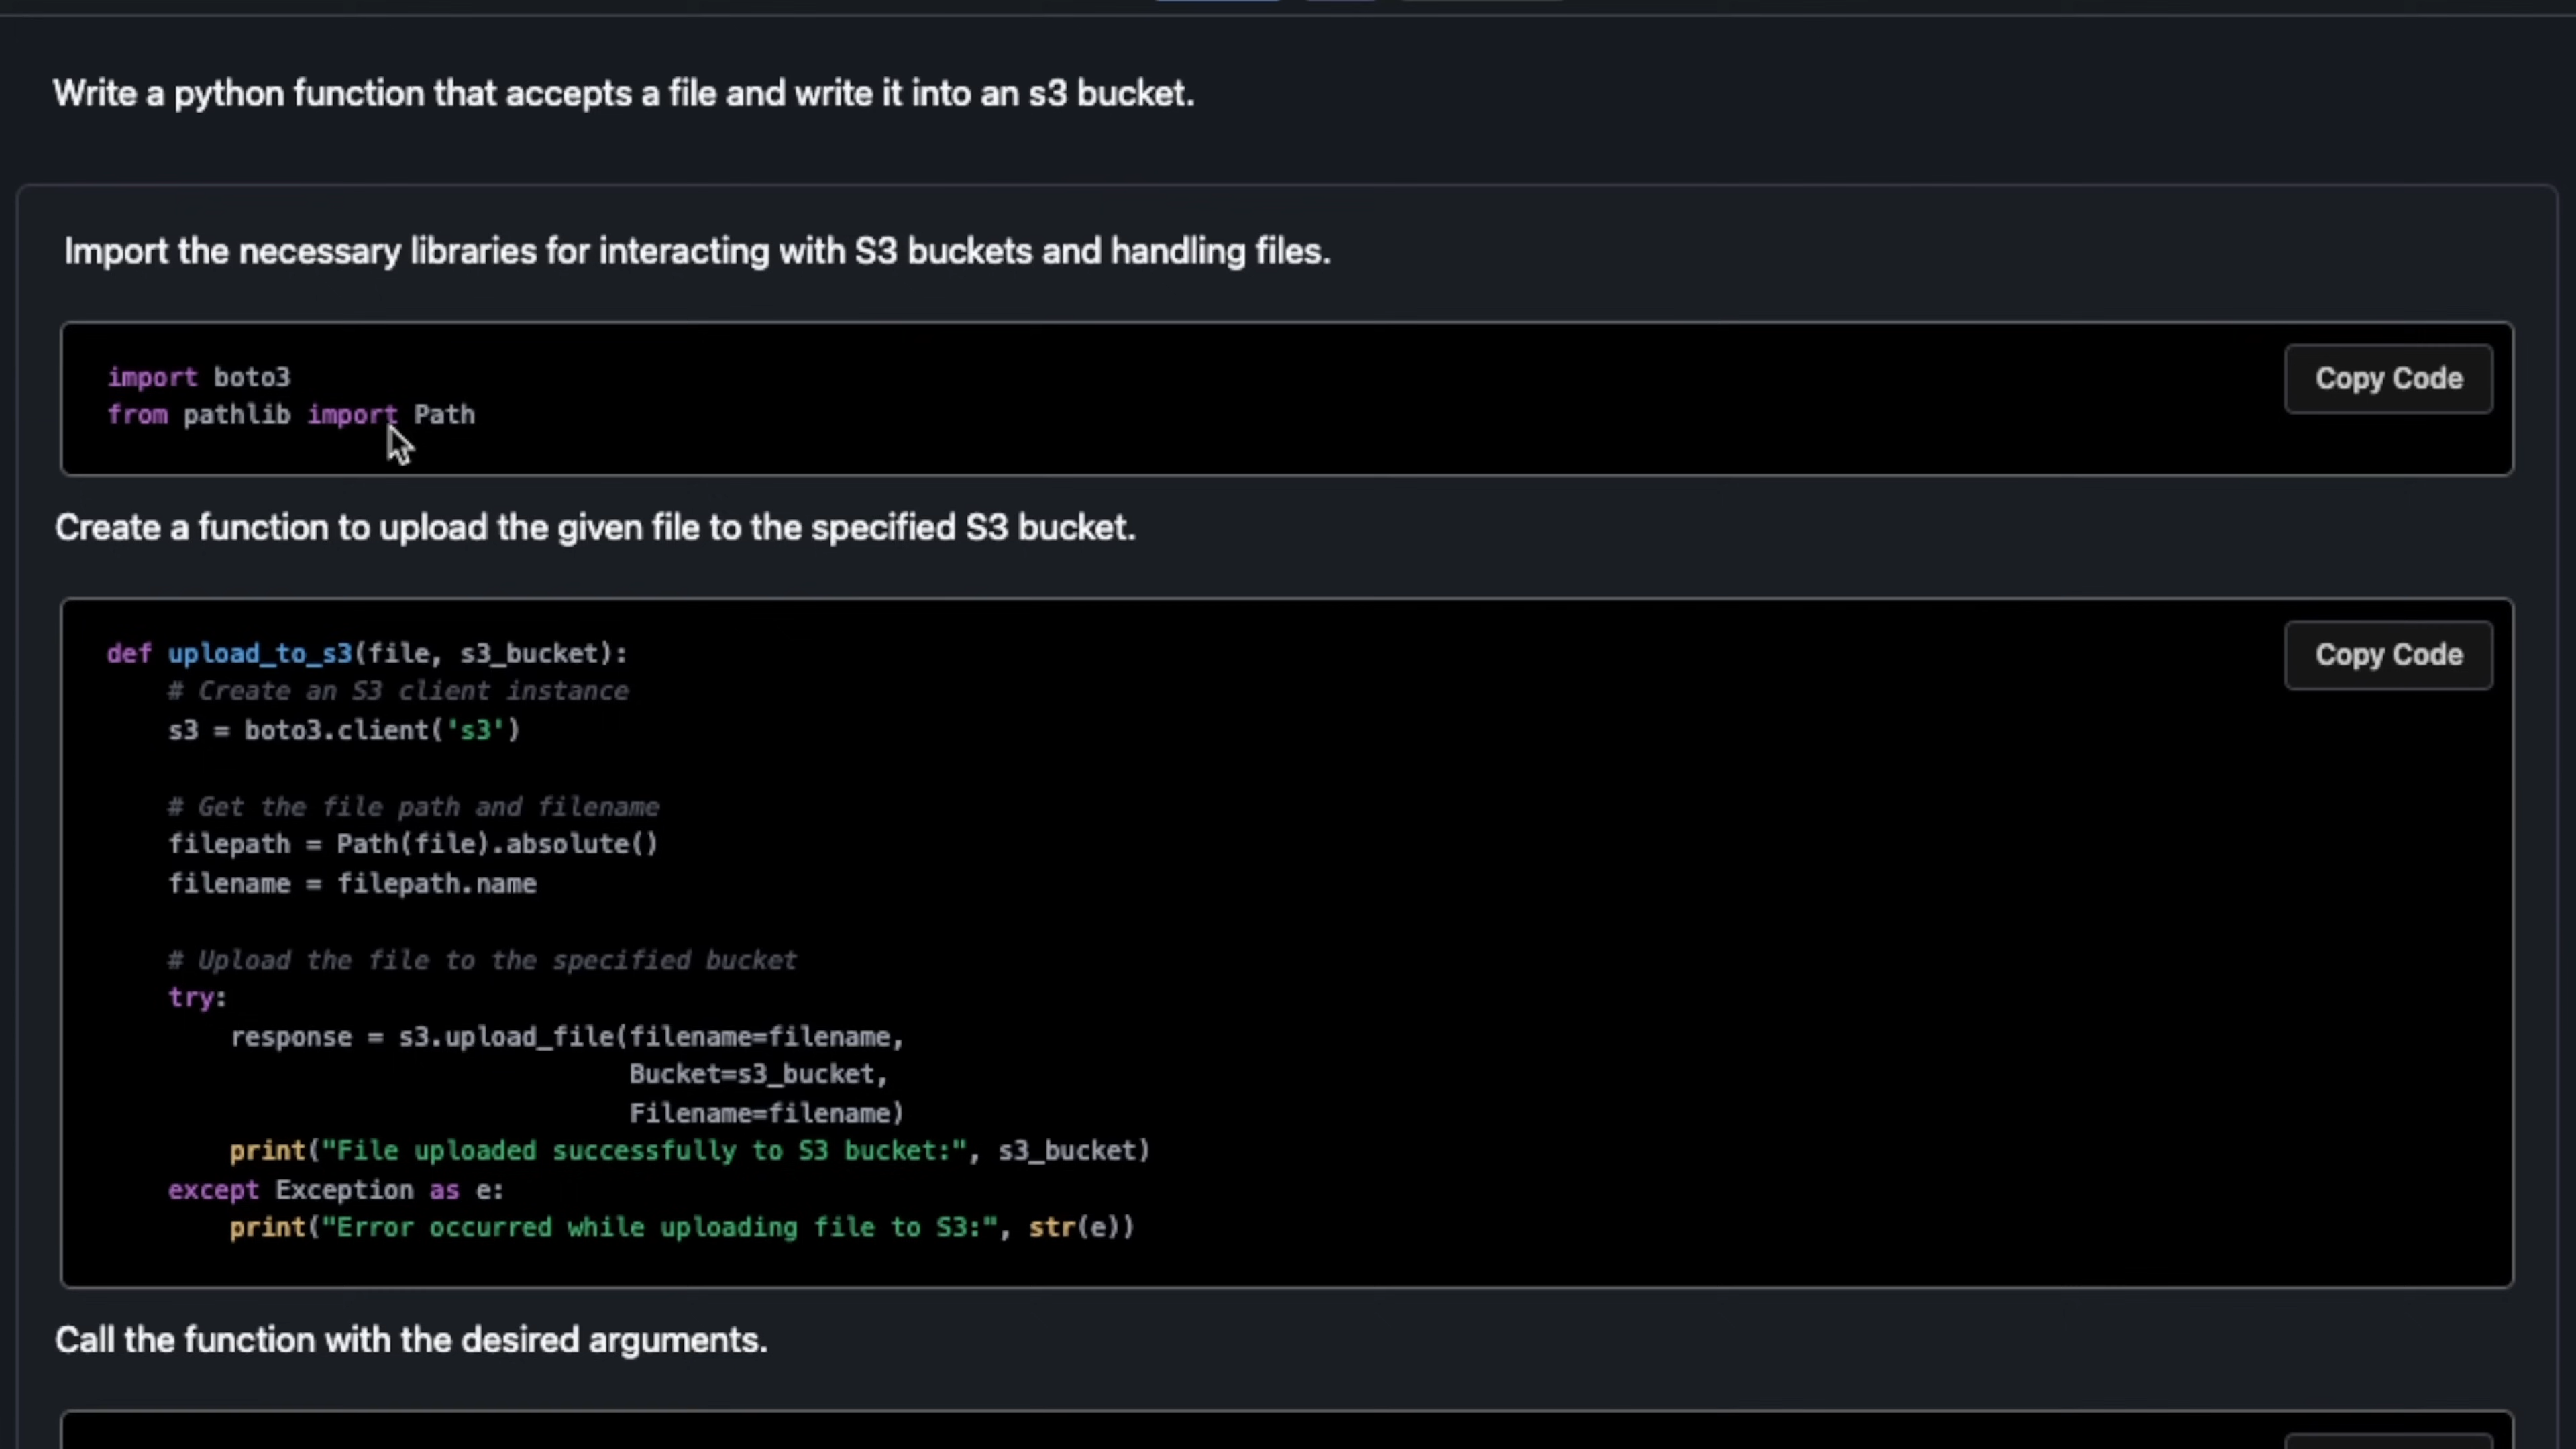 Write a python function that accepts a file and write it into an s3 bucket.
Import the necessary libraries for interacting with S3 buckets and handling files.
Copy Code
import boto3
from pathlib import Path
Create a function to upload the given file to the specified S3 bucket.
Copy Code
def upload_to_s3(file, s3_bucket):
    # Create an S3 client instance
    s3 = boto3.client('s3')
    # Get the file path and filename
    filepath = Path(file).absolute()
    filename = filepath.name
    # Upload the file to the specified bucket
    try:
        response = s3.upload_file(filename=filename,
                                  Bucket=s3_bucket,
                                  Filename=filename)
        print("File uploaded successfully to S3 bucket:", s3_bucket)
    except Exception as e:
        print("Error occurred while uploading file to S3:", str(e))
Call the function with the desired arguments.